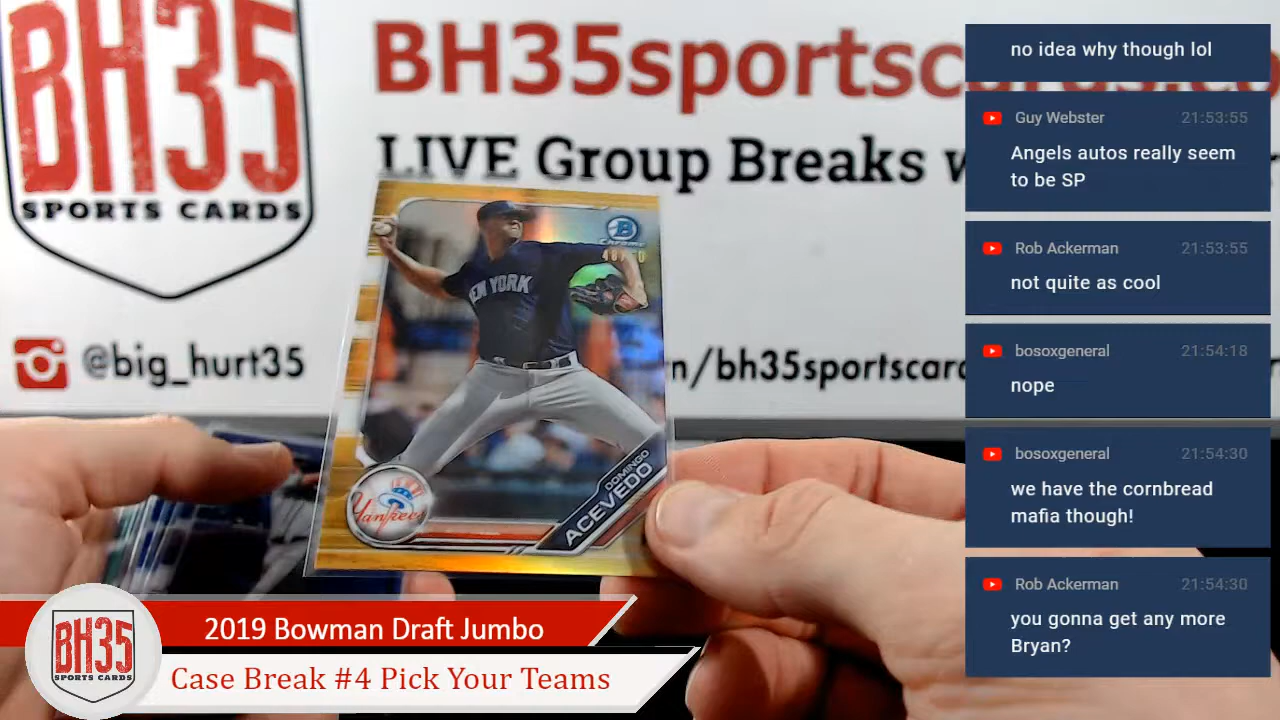 BH35
SPORTS CARDS
BH35sportscards.com
LIVE Group Breaks
@big_hurt35
/bh35sportscard
CHROME
NEW YORK
Yankees
DOMINGO
ACEVEDO
BH35
SPORTS CARDS
2019 Bowman Draft Jumbo
Case Break #4 Pick Your Teams
no idea why though lol
Guy Webster 21:53:55
Angels autos really seem
to be SP
Rob Ackerman 21:53:55
not quite as cool
bosoxgeneral 21:54:18
nope
bosoxgeneral 21:54:30
we have the cornbread
mafia though!
Rob Ackerman 21:54:30
you gonna get any more
Bryan?